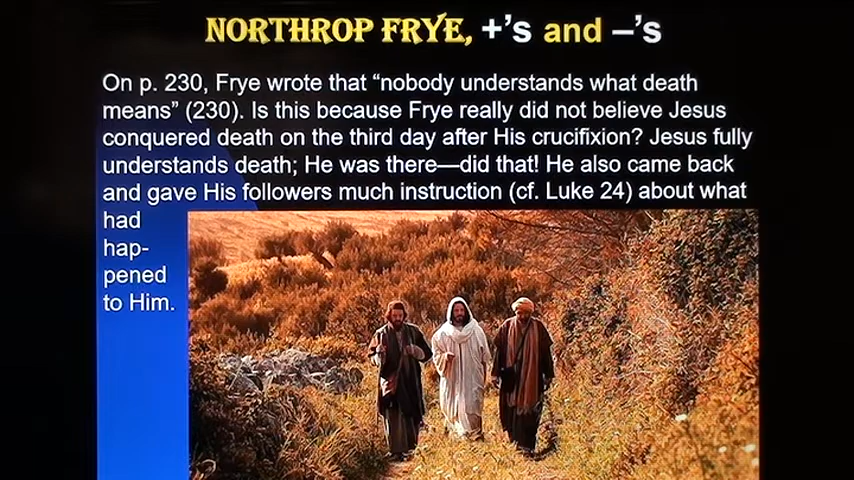 NORTHROP FRYE, +’s and –’s
On p. 230, Frye wrote that “nobody understands what death
means” (230). Is this because Frye really did not believe Jesus
conquered death on the third day after His crucifixion? Jesus fully
understands death; He was there—did that! He also came back
and gave His followers much instruction (cf. Luke 24) about what
had
hap-
pened
to Him.